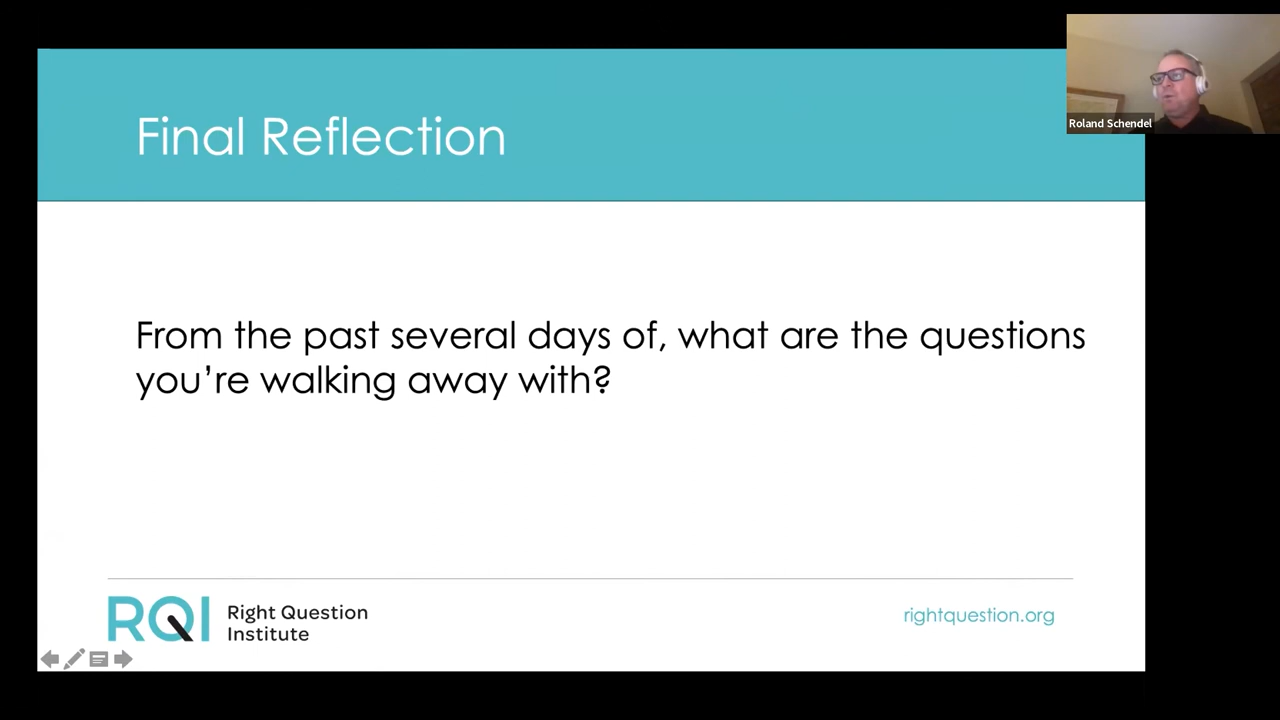 Final Reflection
Roland Schendel
From the past several days of, what are the questions
you’re walking away with?
RQI
Right Question
Institute
rightquestion.org